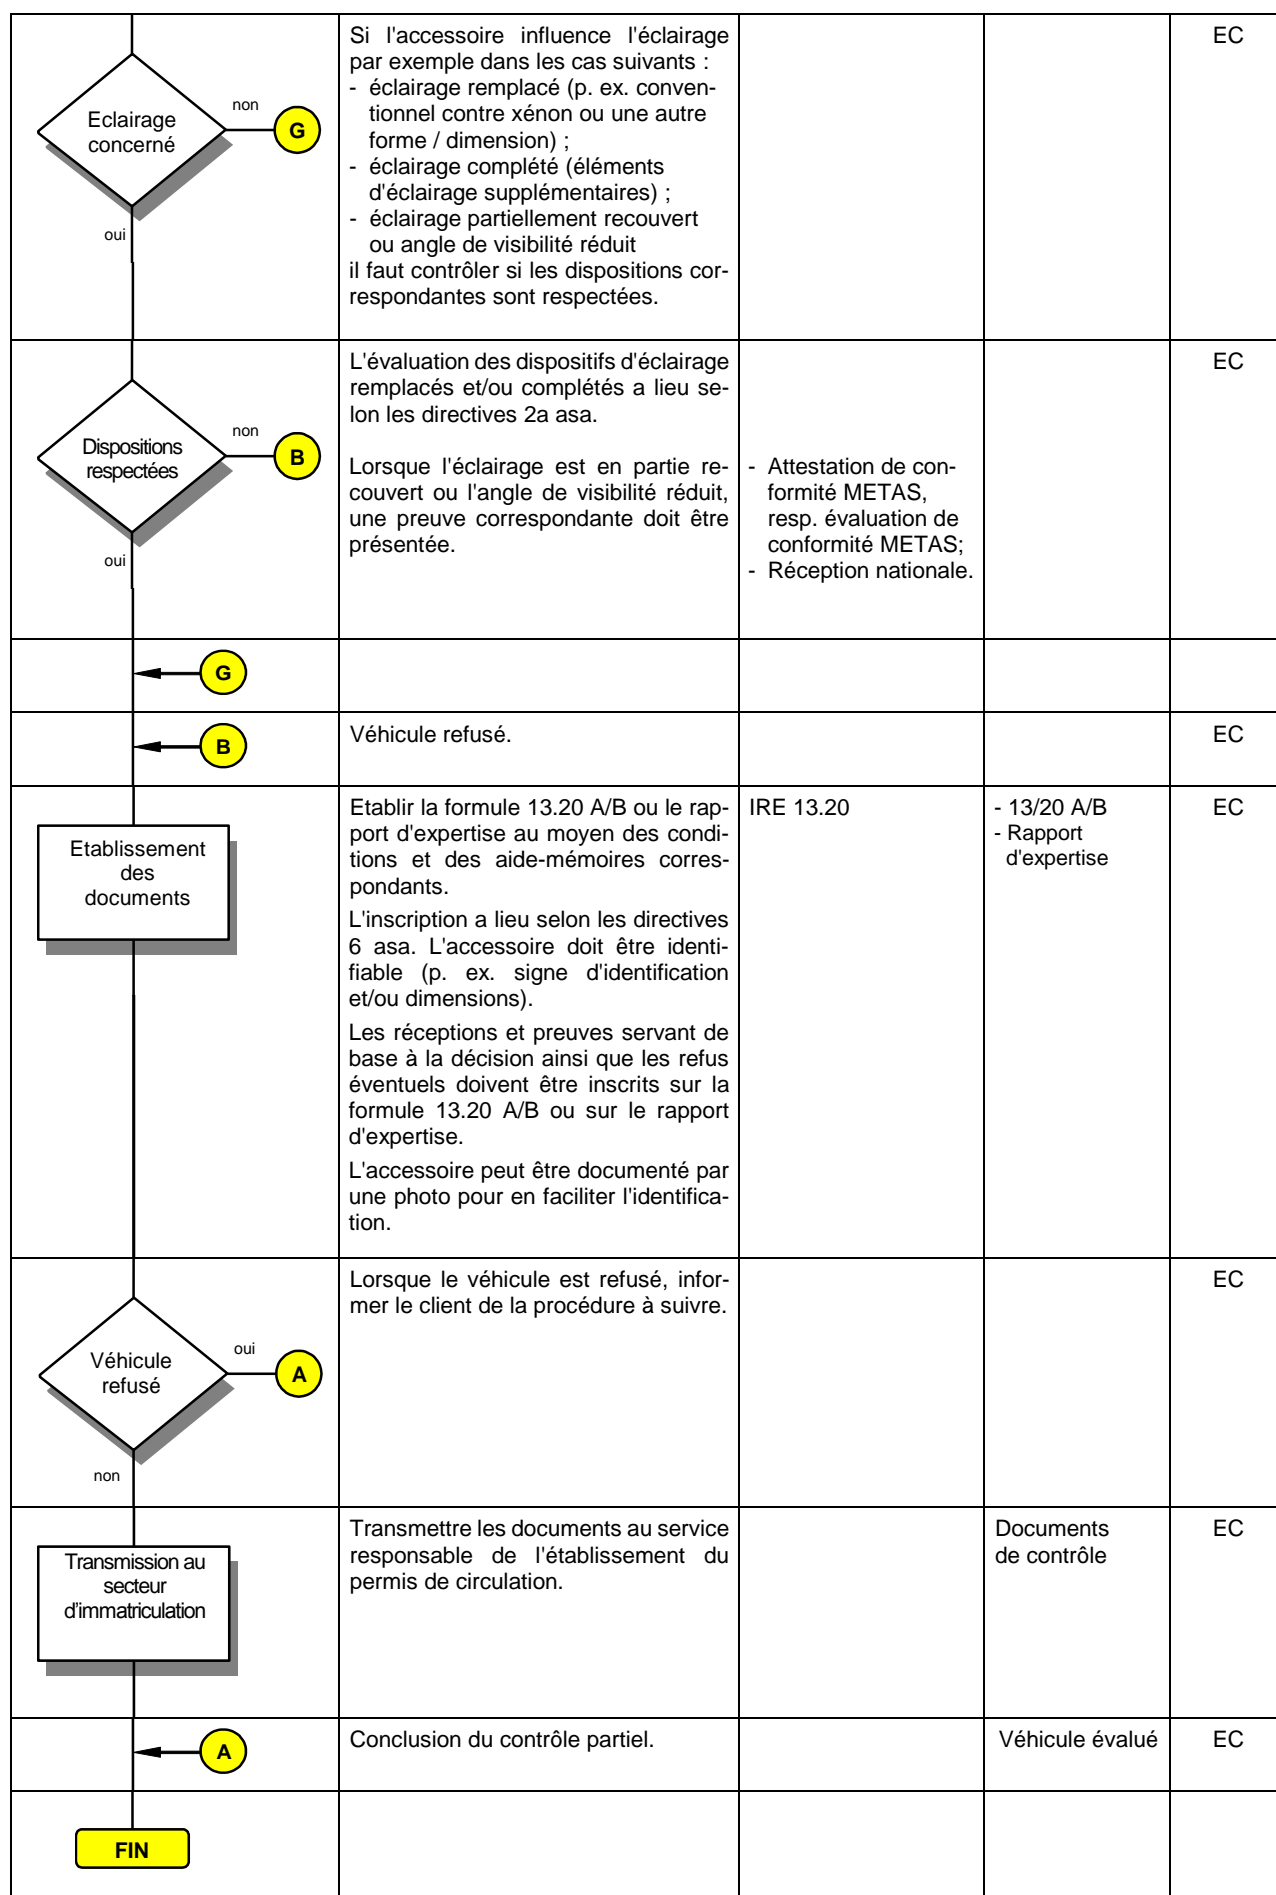 Eclairage
concerné
non
G
oui
Si l'accessoire influence l'éclairage
par exemple dans les cas suivants :
- éclairage remplacé (p. ex. conven-
tionnel contre xénon ou une autre
forme / dimension) ;
- éclairage complété (éléments
d'éclairage supplémentaires) ;
- éclairage partiellement recouvert
ou angle de visibilité réduit
il faut contrôler si les dispositions cor-
respondantes sont respectées.
EC
Dispositions
respectées
non
B
oui
L'évaluation des dispositifs d'éclairage
remplacés et/ou complétés a lieu se-
lon les directives 2a asa.
Lorsque l'éclairage est en partie re-
couvert ou l'angle de visibilité réduit,
une preuve correspondante doit être
présentée.
- Attestation de con-
formité METAS,
resp. évaluation de
conformité METAS;
- Réception nationale.
EC
G
B
Véhicule refusé.
EC
Etablissement
des
documents
Etablir la formule 13.20 A/B ou le rap-
port d'expertise au moyen des condi-
tions et des aide-mémoires corres-
pondants.
L'inscription a lieu selon les directives
6 asa. L'accessoire doit être identi-
fiable (p. ex. signe d'identification
et/ou dimensions).
Les réceptions et preuves servant de
base à la décision ainsi que les refus
éventuels doivent être inscrits sur la
formule 13.20 A/B ou sur le rapport
d'expertise.
L'accessoire peut être documenté par
une photo pour en faciliter l'identifica-
tion.
IRE 13.20
- 13/20 A/B
- Rapport
d'expertise
EC
Véhicule
refusé
oui
A
non
Lorsque le véhicule est refusé, infor-
mer le client de la procédure à suivre.
EC
Transmission au
secteur
d'immatriculation
Transmettre les documents au service
responsable de l'établissement du
permis de circulation.
Documents
de contrôle
EC
A
Conclusion du contrôle partiel.
Véhicule évalué
EC
FIN